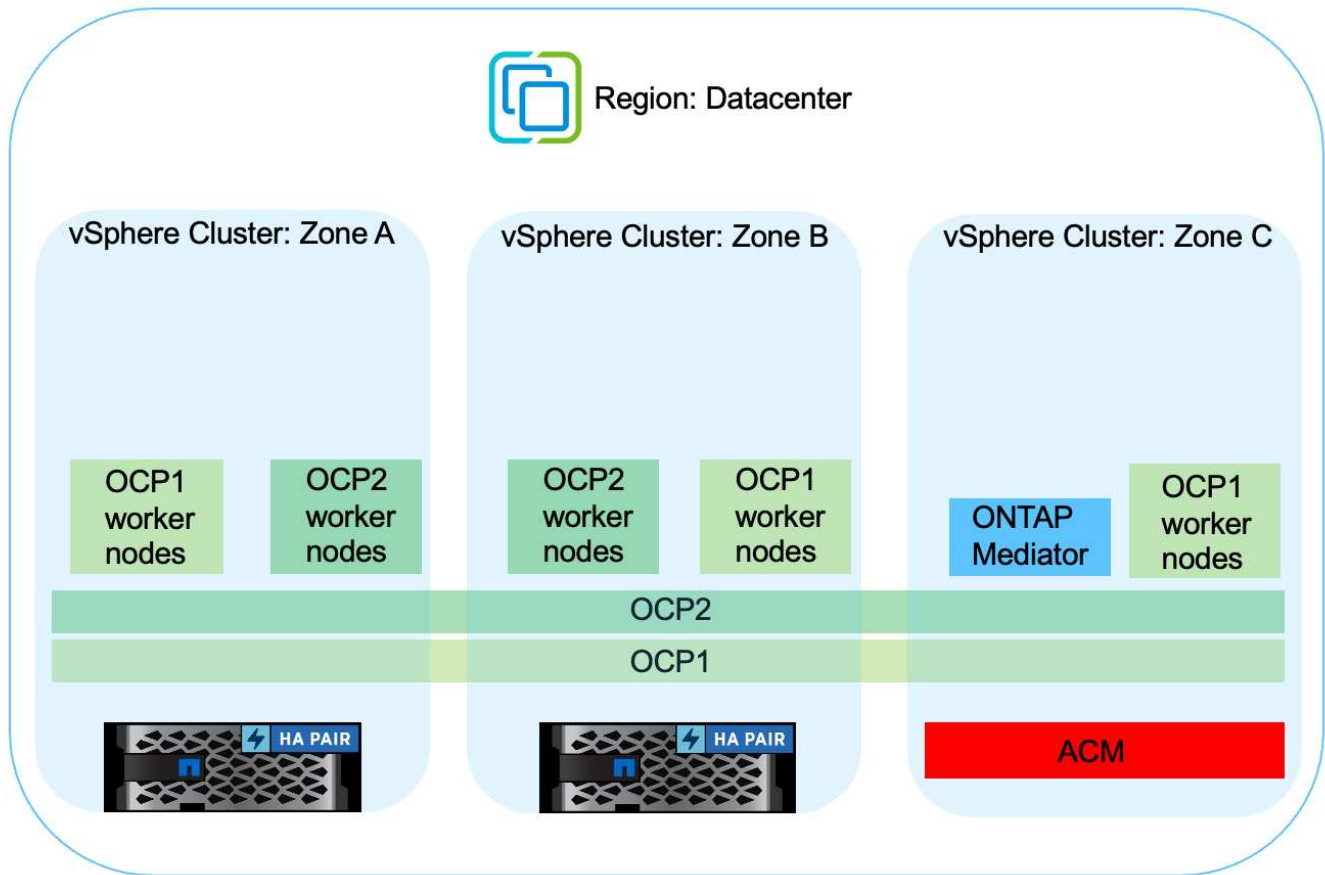 Region: Datacenter
vSphere Cluster: Zone A
vSphere Cluster: Zone B
vSphere Cluster: Zone C
OCP1
worker
nodes
OCP2
worker
nodes
OCP2
worker
nodes
OCP1
worker
nodes
ONTAP
Mediator
OCP1
worker
nodes
OCP2
OCP1
HA PAIR
HA PAIR
ACM